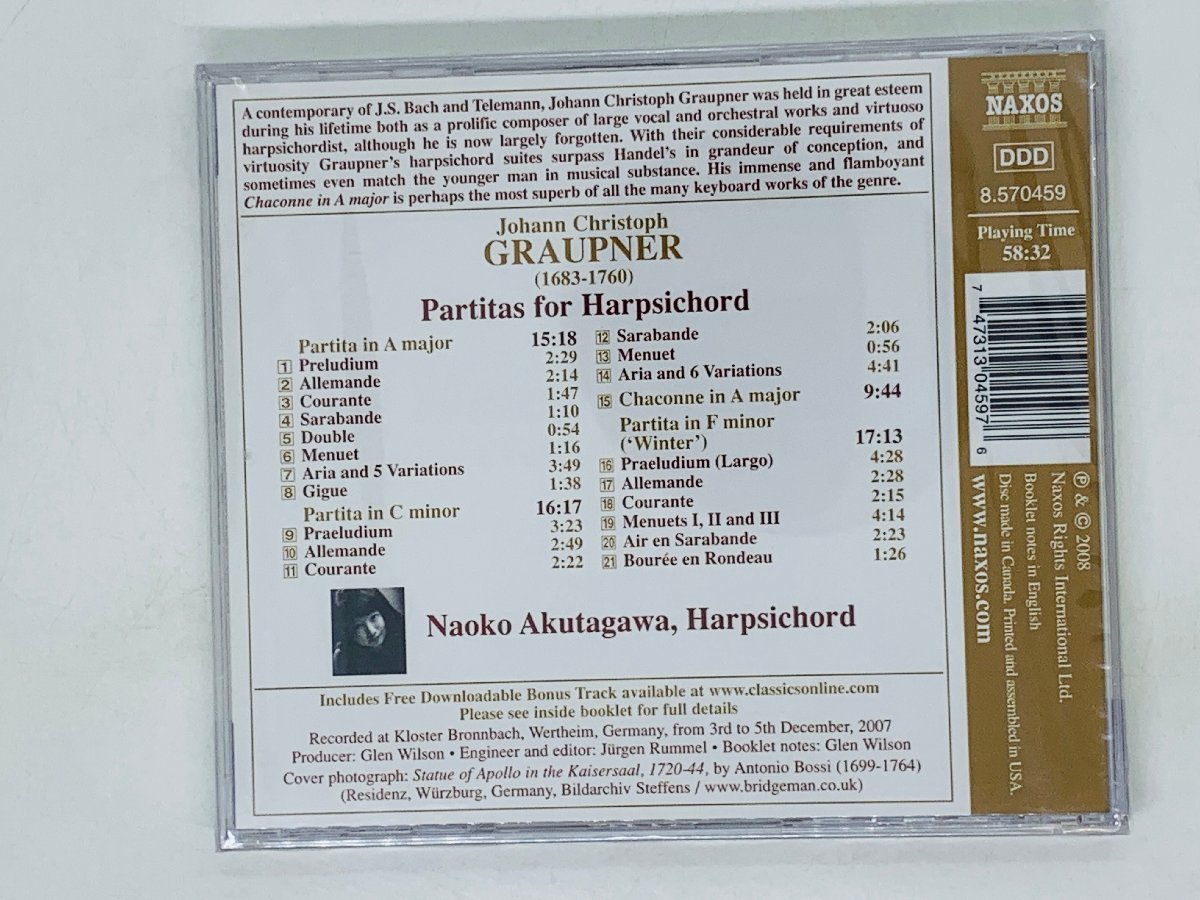 A contemporary of J.S. Bach and Telemann, Johann Christoph Graupner was held in great esteem
during his lifetime both as a prolific composer of large vocal and orchestral works and virtuoso
harpsichordist, although he is now largely forgotten. With their considerable requirements of
virtuosity Graupner's harpsichord suites surpass Handel's in grandeur of conception, and
sometimes even match the younger man in musical substance. His immense and flamboyant
Chaconne in A major is perhaps the most superb of all the many keyboard works of the genre.
Johann Christoph
GRAUPNER
(1683-1760)
Partitas for Harpsichord
Partita in A major 15:18
1 Preludium 2:29
2 Allemande 2:14
3 Courante 1:47
4 Sarabande 1:10
5 Double 0:54
6 Menuet 1:16
7 Aria and 5 Variations 3:49
8 Gigue 1:38
Partita in C minor 16:17
9 Praeludium 3:23
10 Allemande 2:49
11 Courante 2:22
12 Sarabande 2:06
13 Menuet 0:56
14 Aria and 6 Variations 4:41
15 Chaconne in A major 9:44
Partita in F minor
('Winter') 17:13
16 Praeludium (Largo) 4:28
17 Allemande 2:28
18 Courante 2:15
19 Menuets I, II and III 4:14
20 Air en Sarabande 2:23
21 Bourée en Rondeau 1:26
Naoko Akutagawa, Harpsichord
Includes Free Downloadable Bonus Track available at www.classicsonline.com
Please see inside booklet for full details
Recorded at Kloster Bronnbach, Wertheim, Germany, from 3rd to 5th December, 2007
Producer: Glen Wilson • Engineer and editor: Jürgen Rummel • Booklet notes: Glen Wilson
Cover photograph: Statue of Apollo in the Kaisersaal, 1720-44, by Antonio Bossi (1699-1764)
(Residenz, Würzburg, Germany, Bildarchiv Steffens / www.bridgeman.co.uk)
NAXOS
DDD
8.570459
Playing Time
58:32
7 47313 04597 6
℗ & © 2008
Naxos Rights International Ltd.
Booklet notes in English
Disc made in Canada. Printed and assembled in USA.
www.naxos.com